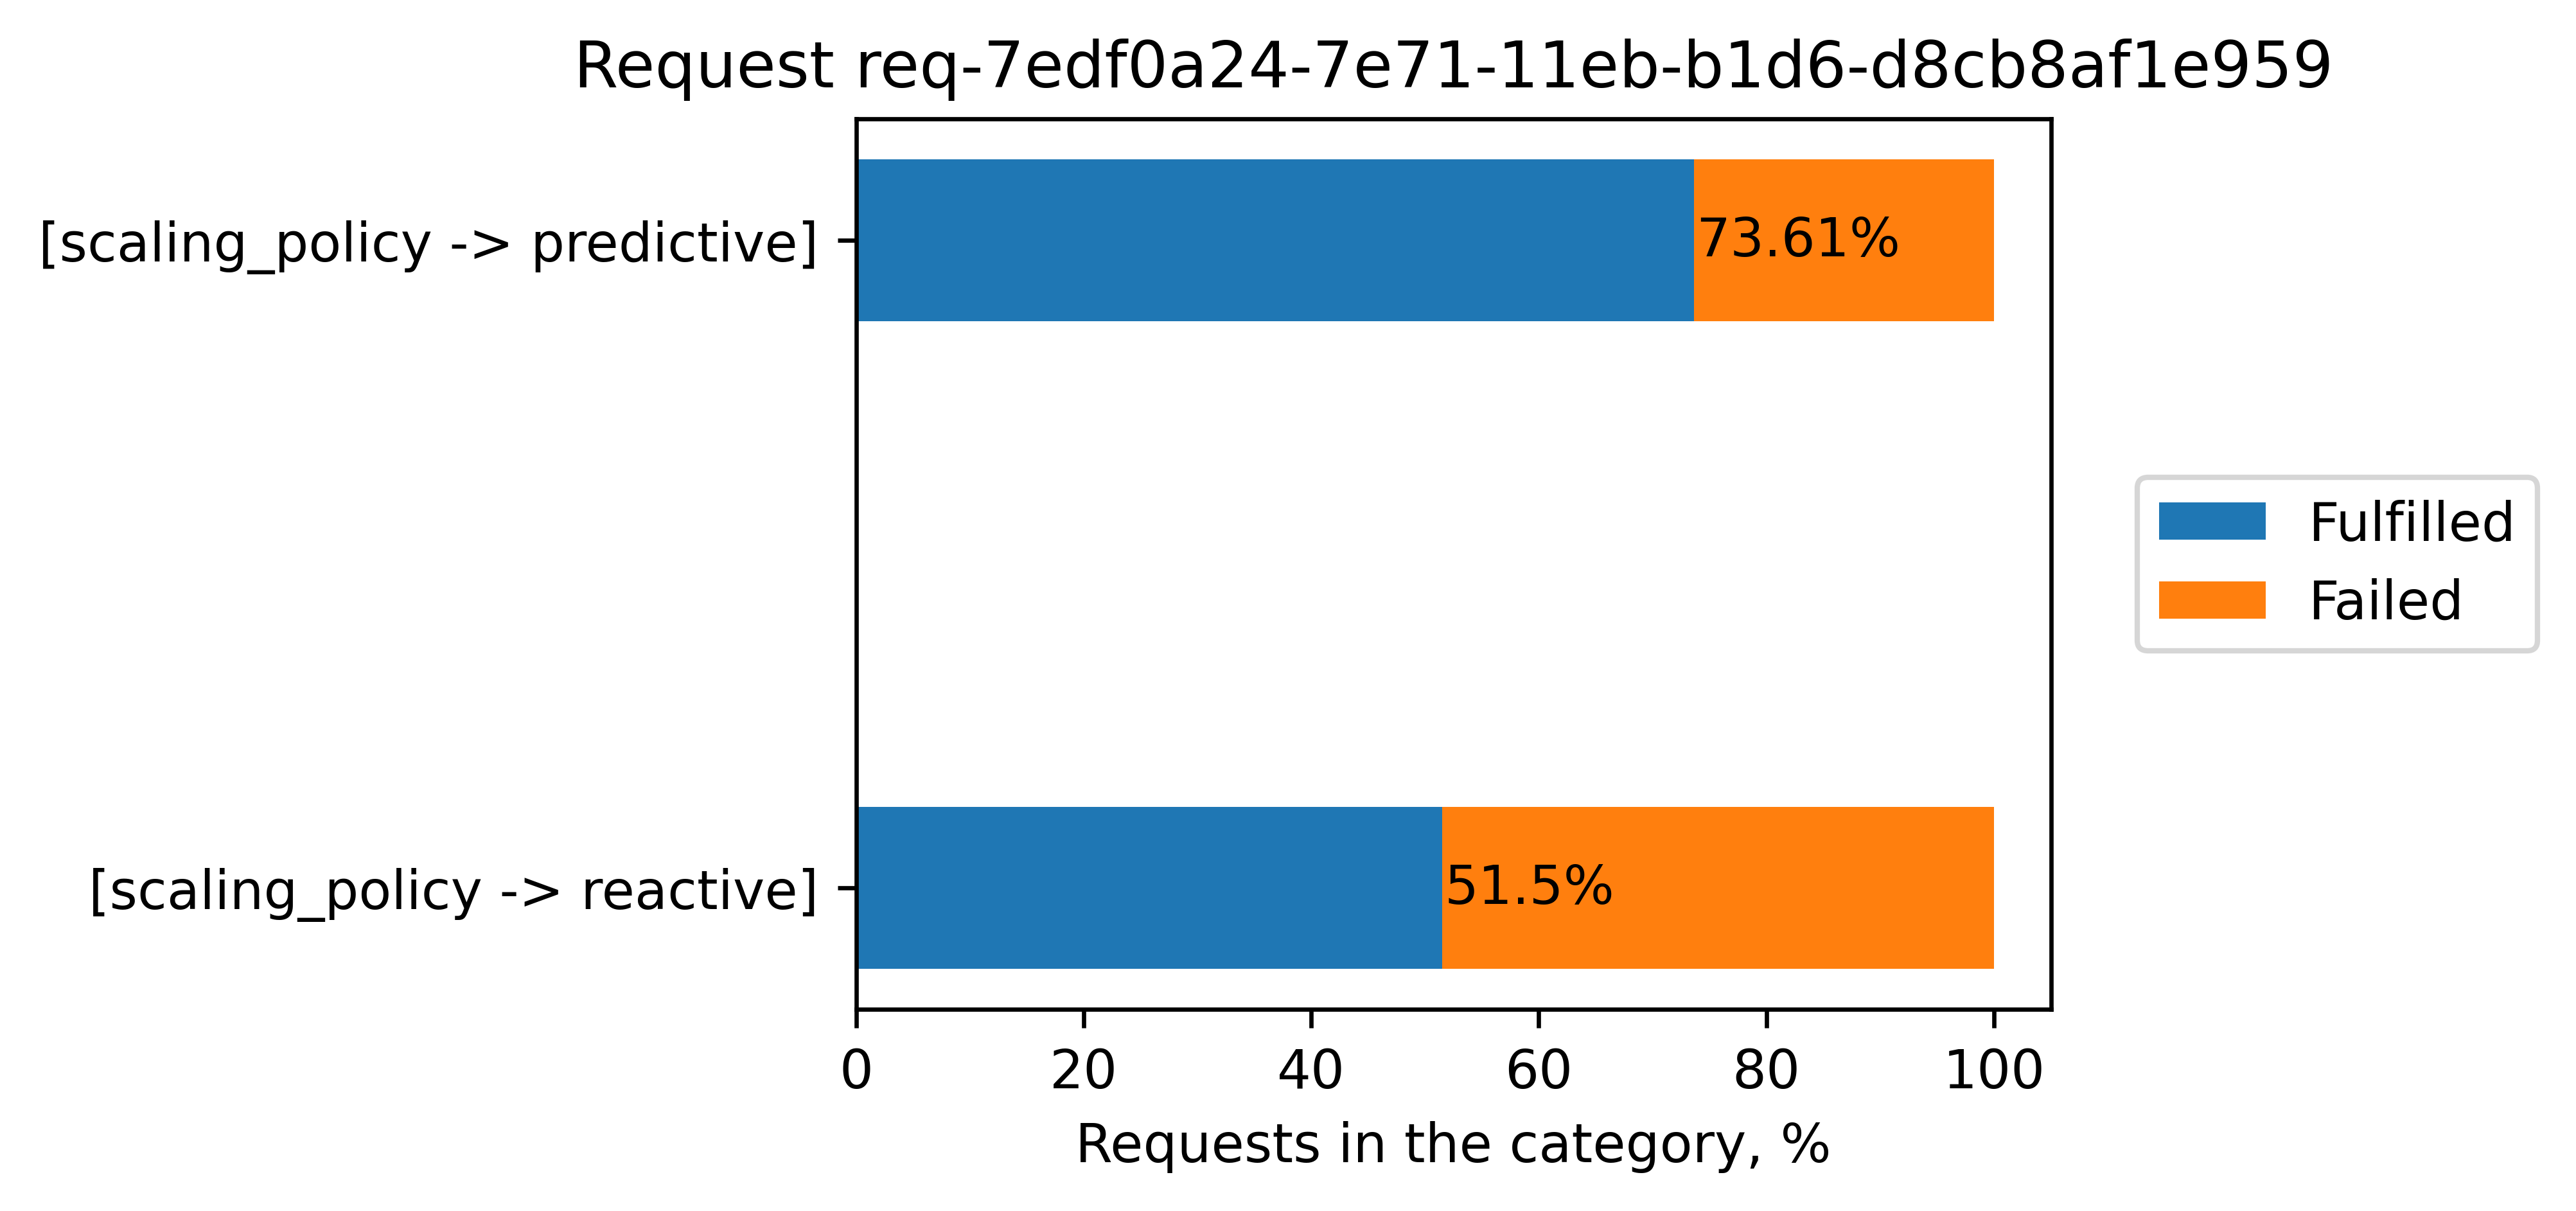 Request req-7edf0a24-7e71-11eb-b1d6-d8cb8af1e959
[scaling_policy -> predictive]
73.61%
Fulfilled
Failed
[scaling_policy -> reactive]
51.5%
0 20 40 60 80 100
Requests in the category, %